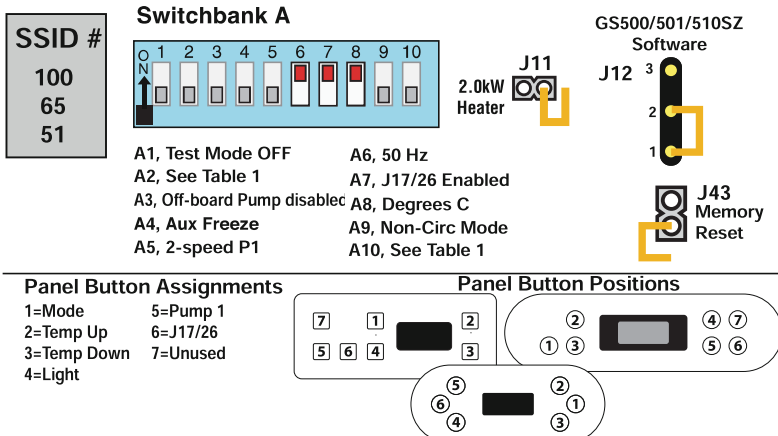 Switchbank A
SSID #
100
65
51
O
N
1 2 3 4 5 6 7 8 9 10
2.0kW
Heater
J11
GS500/501/510SZ
Software
J12
3
2
1
J43
Memory
Reset
A1, Test Mode OFF
A2, See Table 1
A3, Off-board Pump disabled
A4, Aux Freeze
A5, 2-speed P1
A6, 50 Hz
A7, J17/26 Enabled
A8, Degrees C
A9, Non-Circ Mode
A10, See Table 1
Panel Button Assignments
1=Mode
2=Temp Up
3=Temp Down
4=Light
5=Pump 1
6=J17/26
7=Unused
Panel Button Positions
7 1 2
5 6 4 3
2 4 7
1 3 5 6
5 2
6 1
4 3